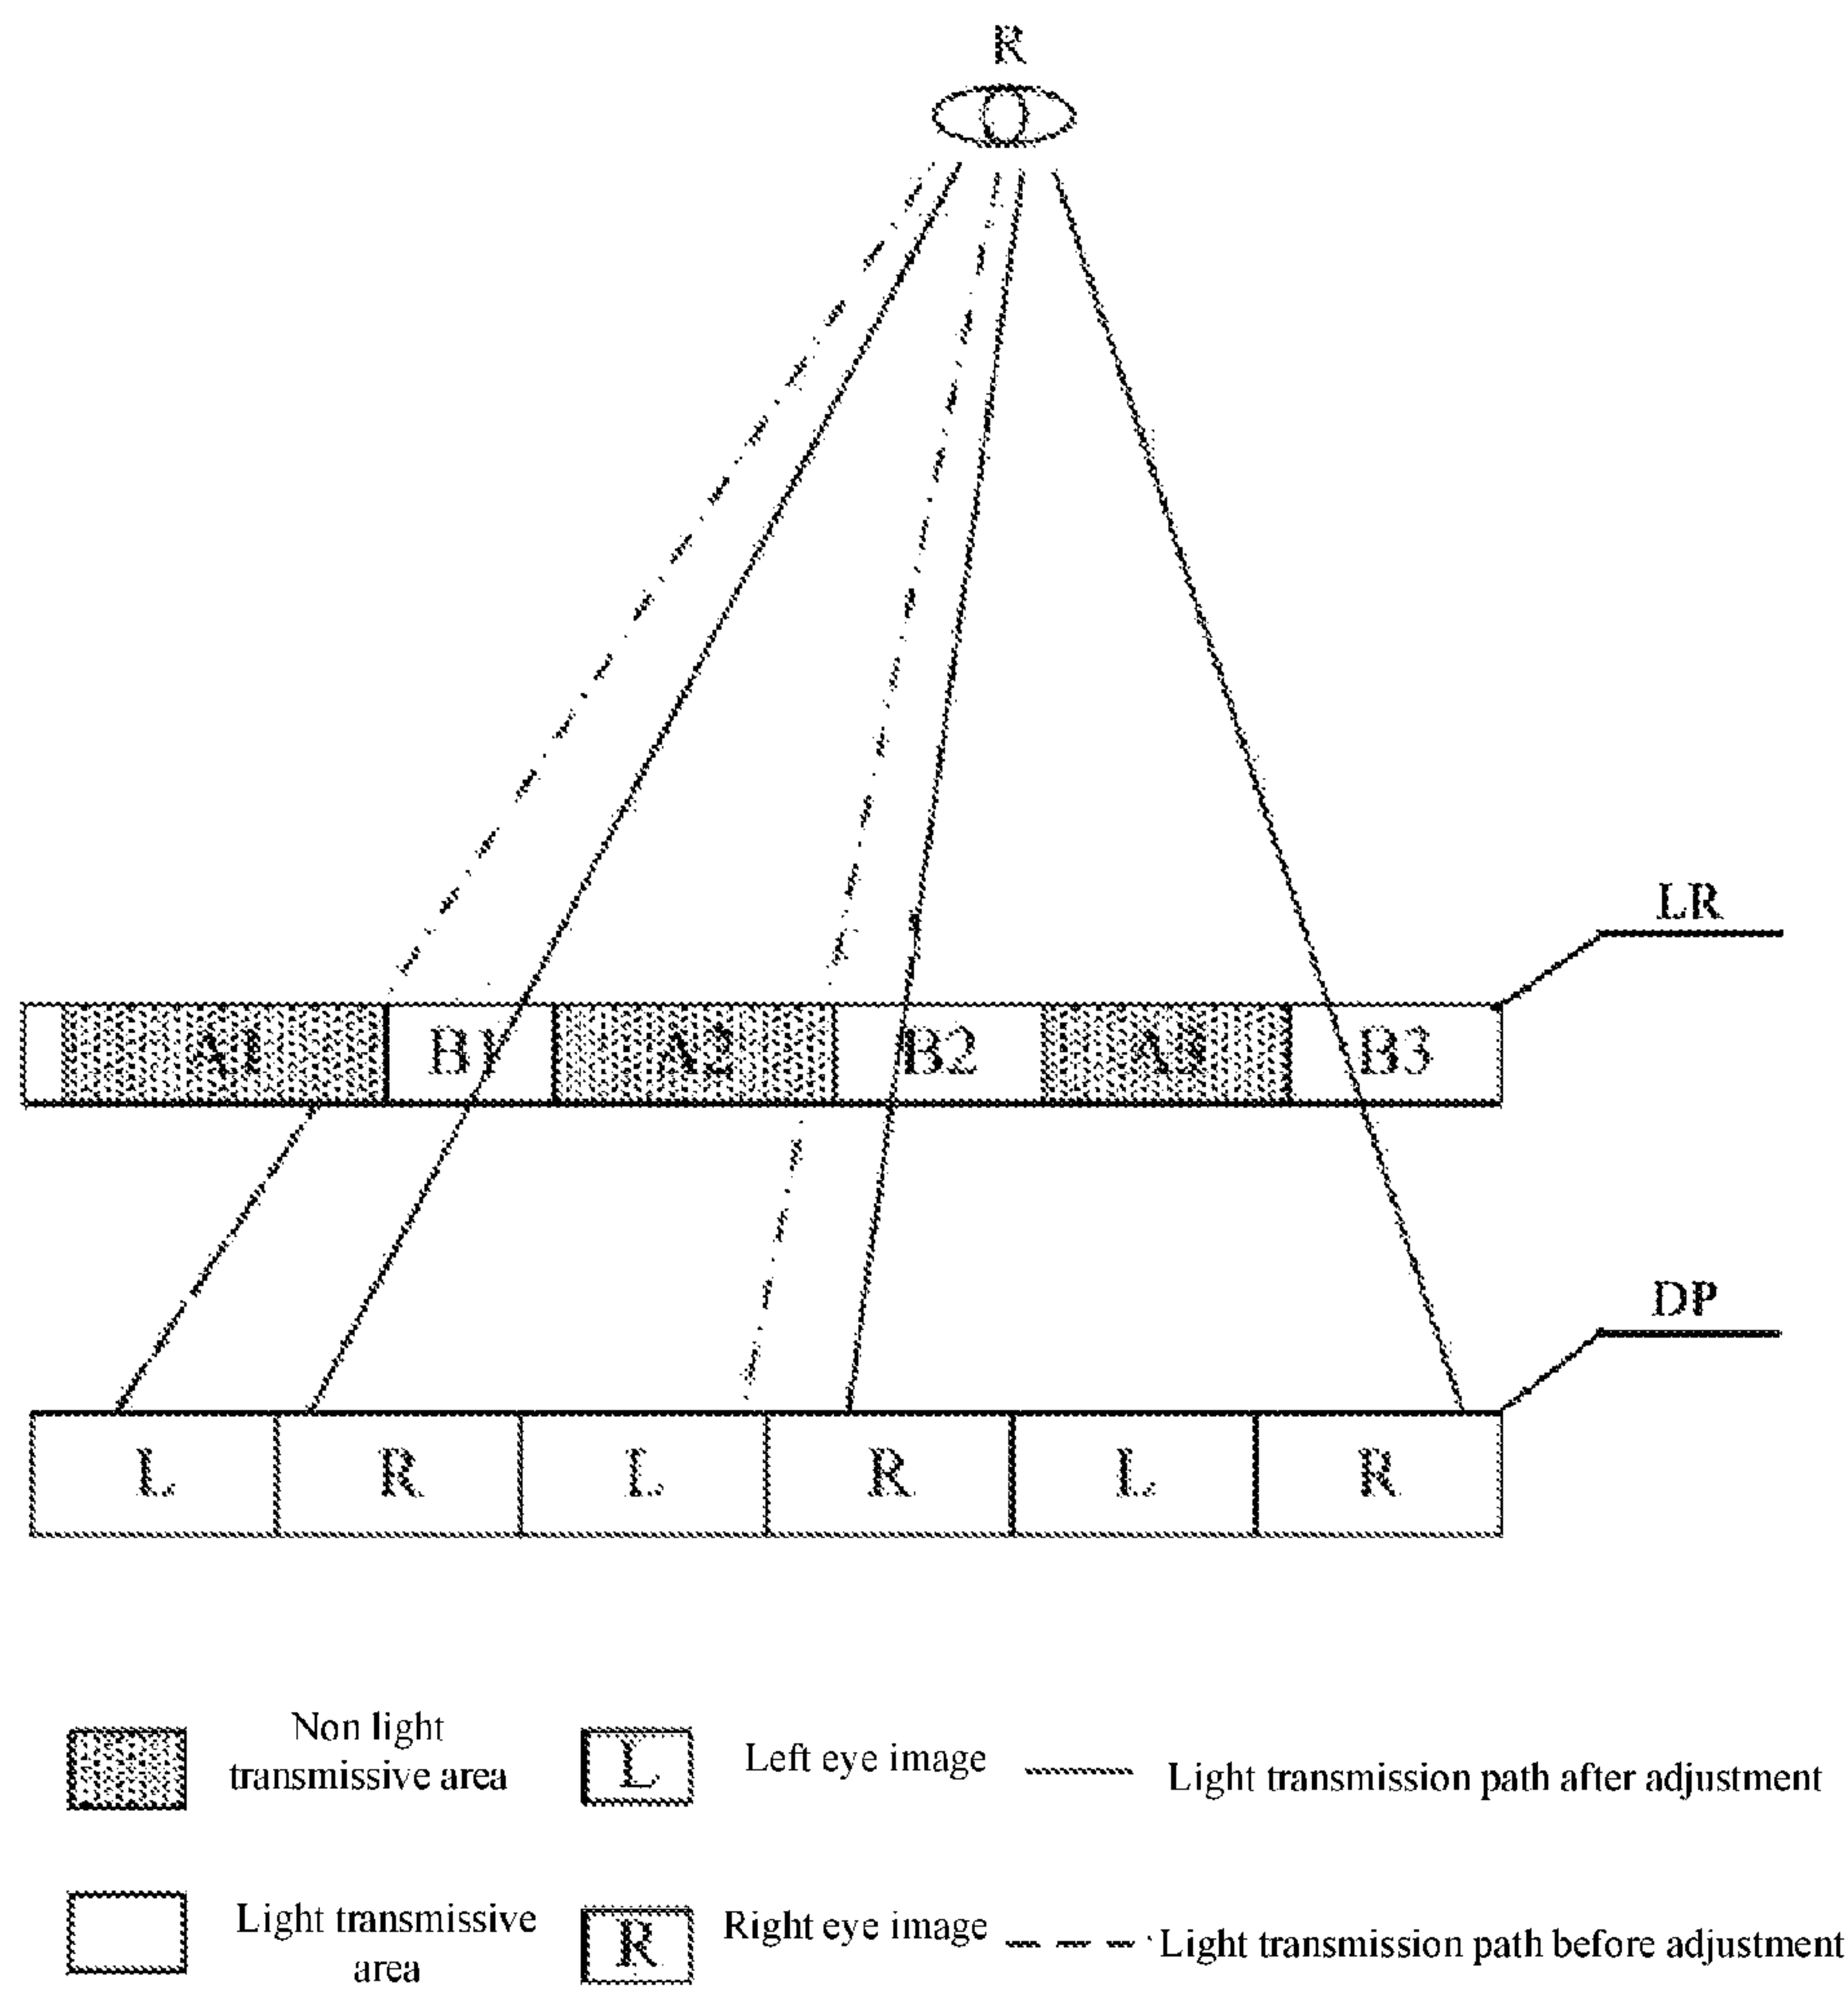 R
LR
A1 B1 A2 B2 A3 B3
DP
L R L R L R
Non light
transmissive area
L
Left eye image
Light transmission path after adjustment
Light transmissive
area
R
Right eye image
Light transmission path before adjustment